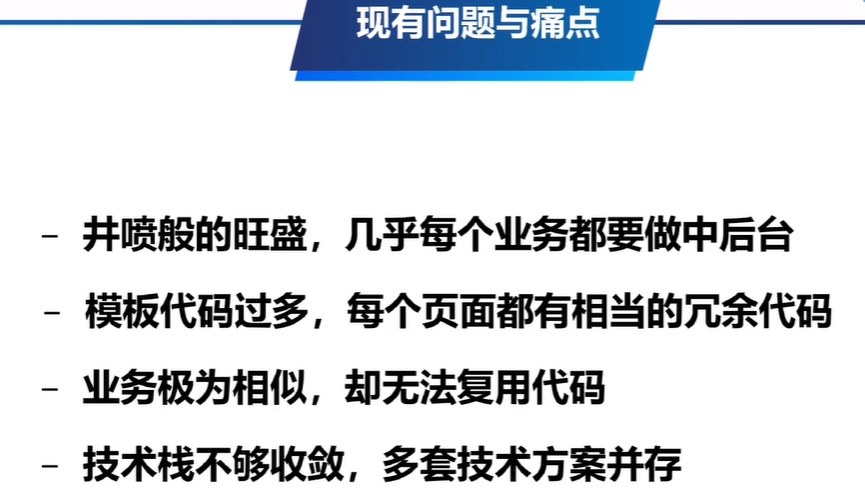 现有问题与痛点
– 井喷般的旺盛，几乎每个业务都要做中后台
– 模板代码过多，每个页面都有相当的冗余代码
– 业务极为相似，却无法复用代码
– 技术栈不够收敛，多套技术方案并存